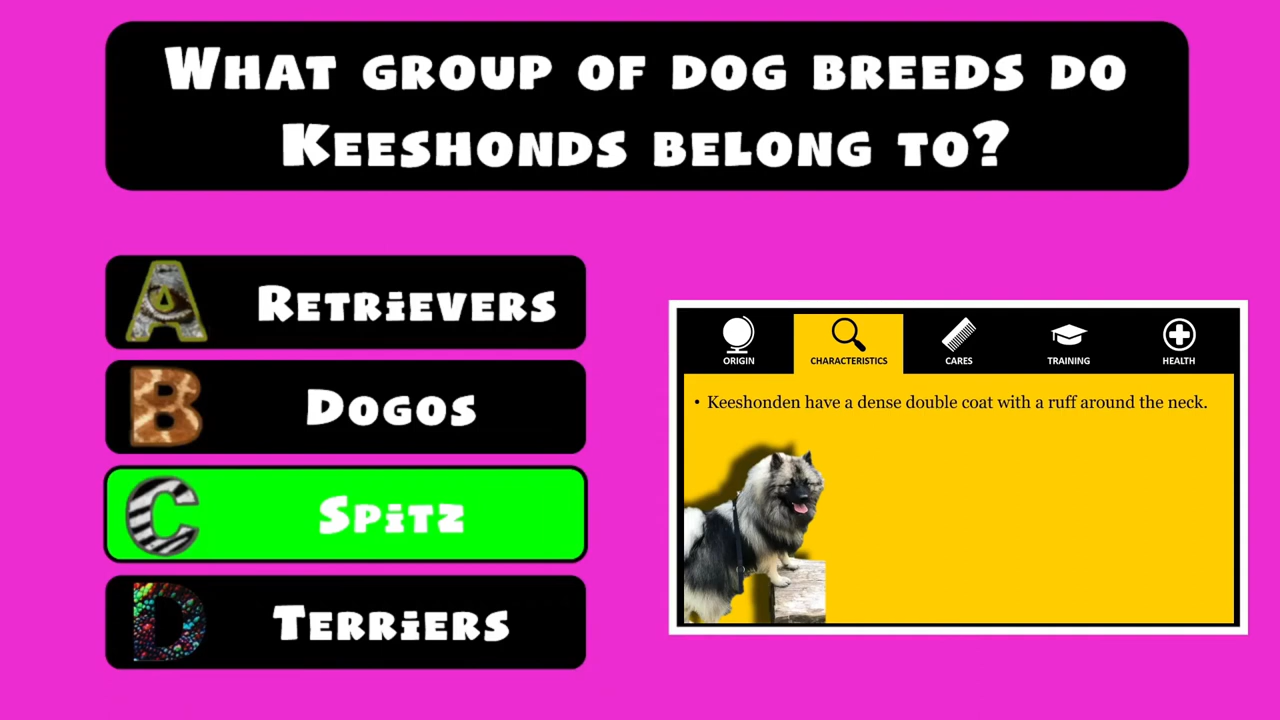 What group of dog breeds do
Keeshonds belong to?
A Retrievers
B Dogos
C Spitz
D Terriers
ORIGIN CHARACTERISTICS CARES TRAINING HEALTH
• Keeshonden have a dense double coat with a ruff around the neck.